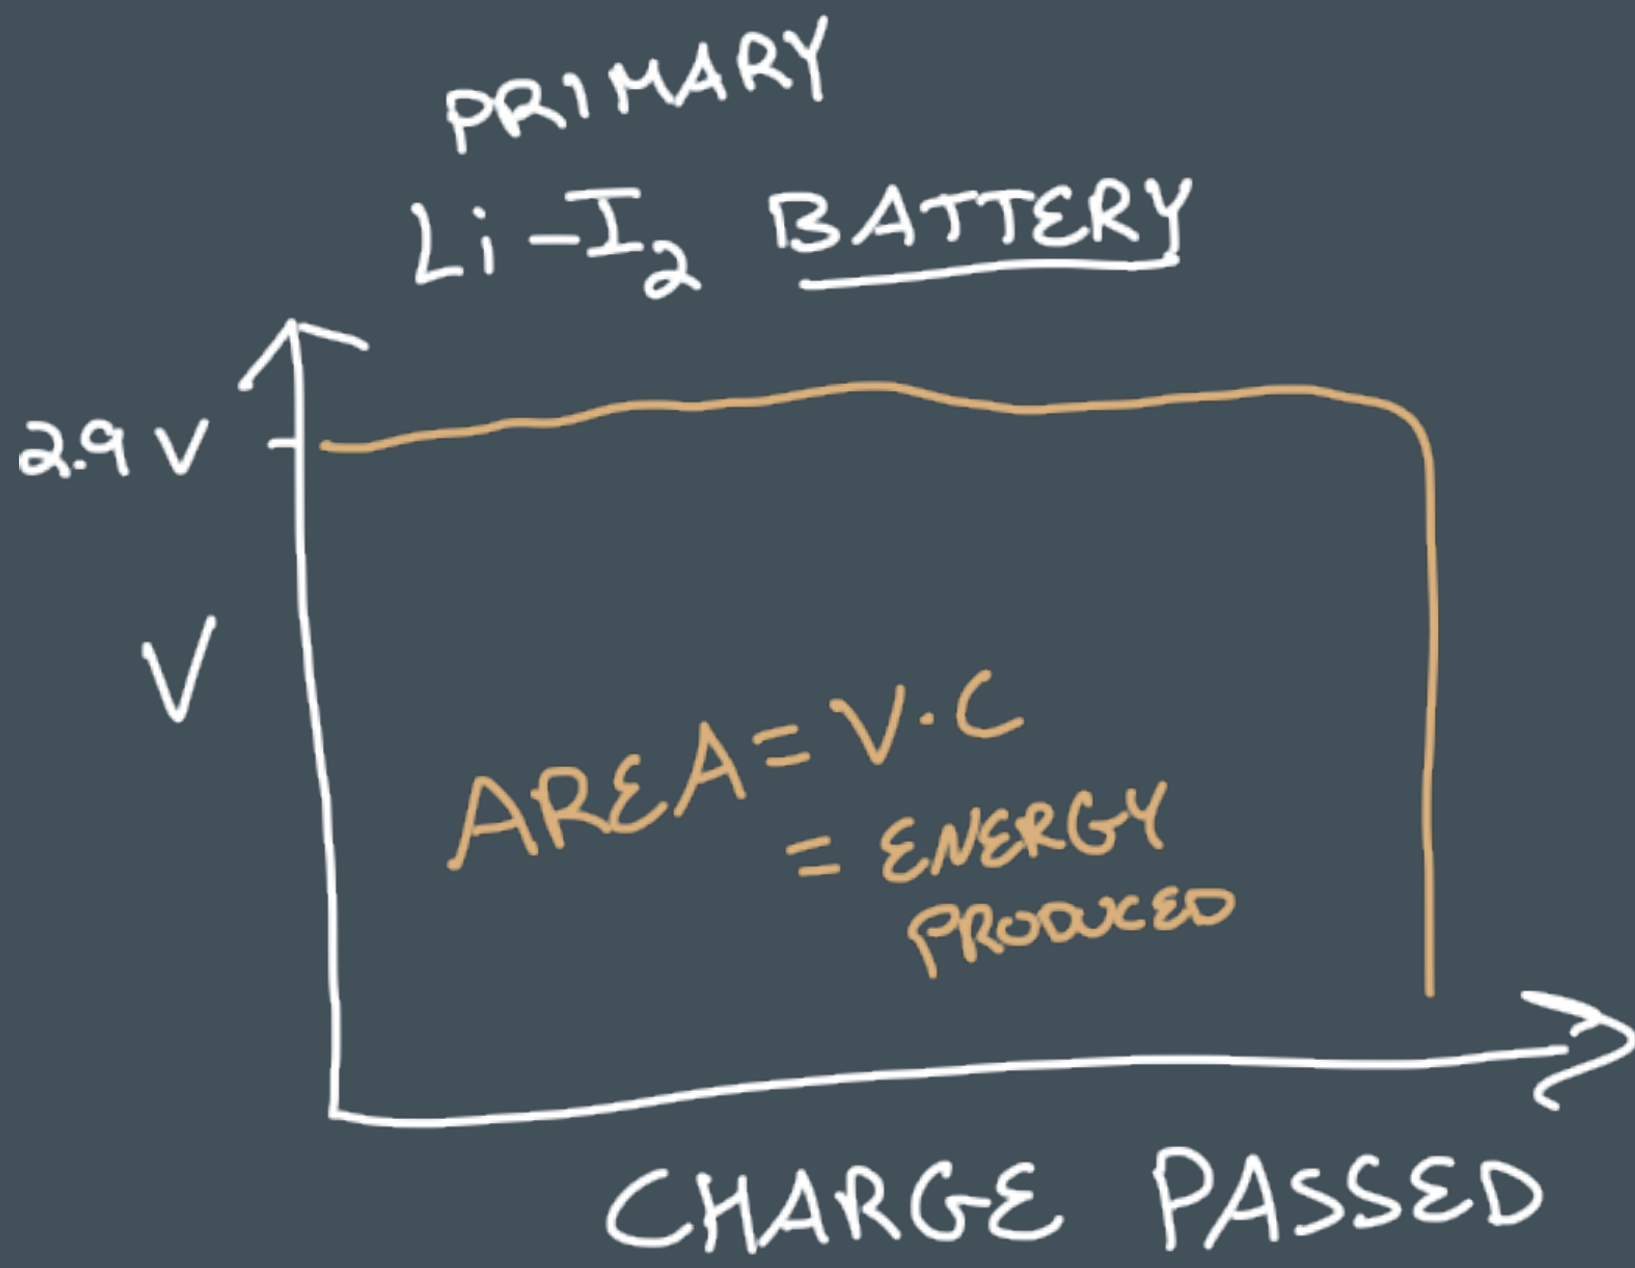 PRIMARY
Li-I₂ BATTERY
2.9 V
V
AREA = V·C
= ENERGY
PRODUCED
CHARGE PASSED